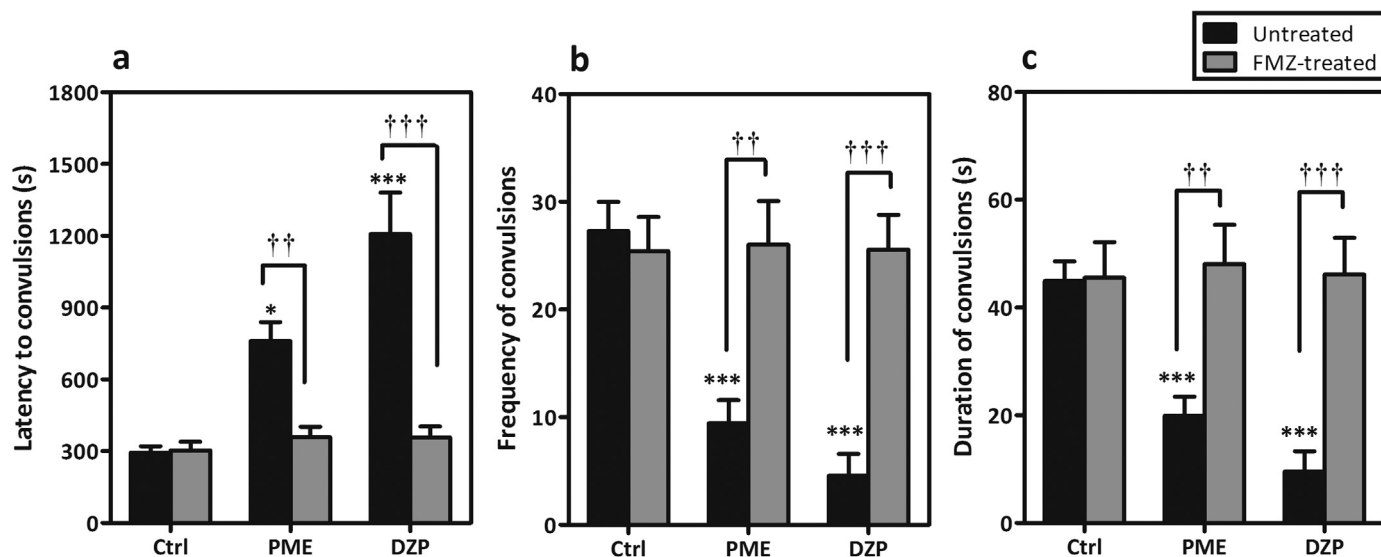 Untreated
FMZ-treated
a
Latency to convulsions (s)
1800
1500
1200
900
600
300
0
*
††
***
†††
Ctrl PME DZP
b
Frequency of convulsions
40
30
20
10
0
***
††
***
†††
Ctrl PME DZP
c
Duration of convulsions (s)
80
60
40
20
0
***
††
***
†††
Ctrl PME DZP